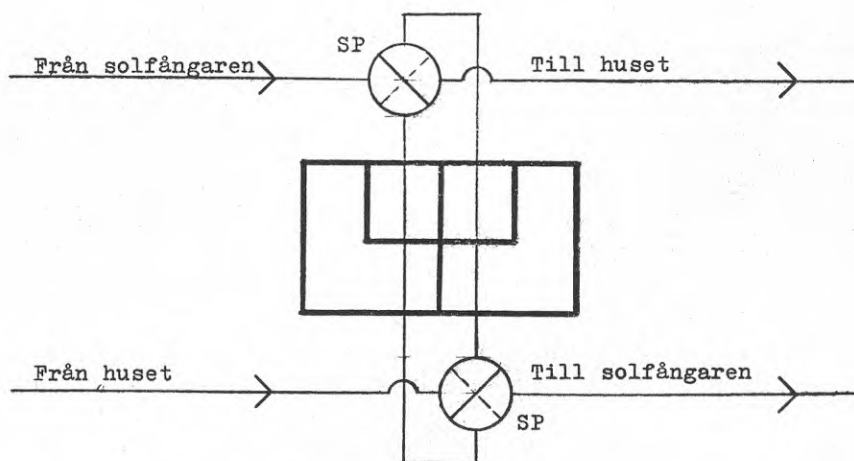 SP
Från solfångaren
Till huset
Från huset
Till solfångaren
SP